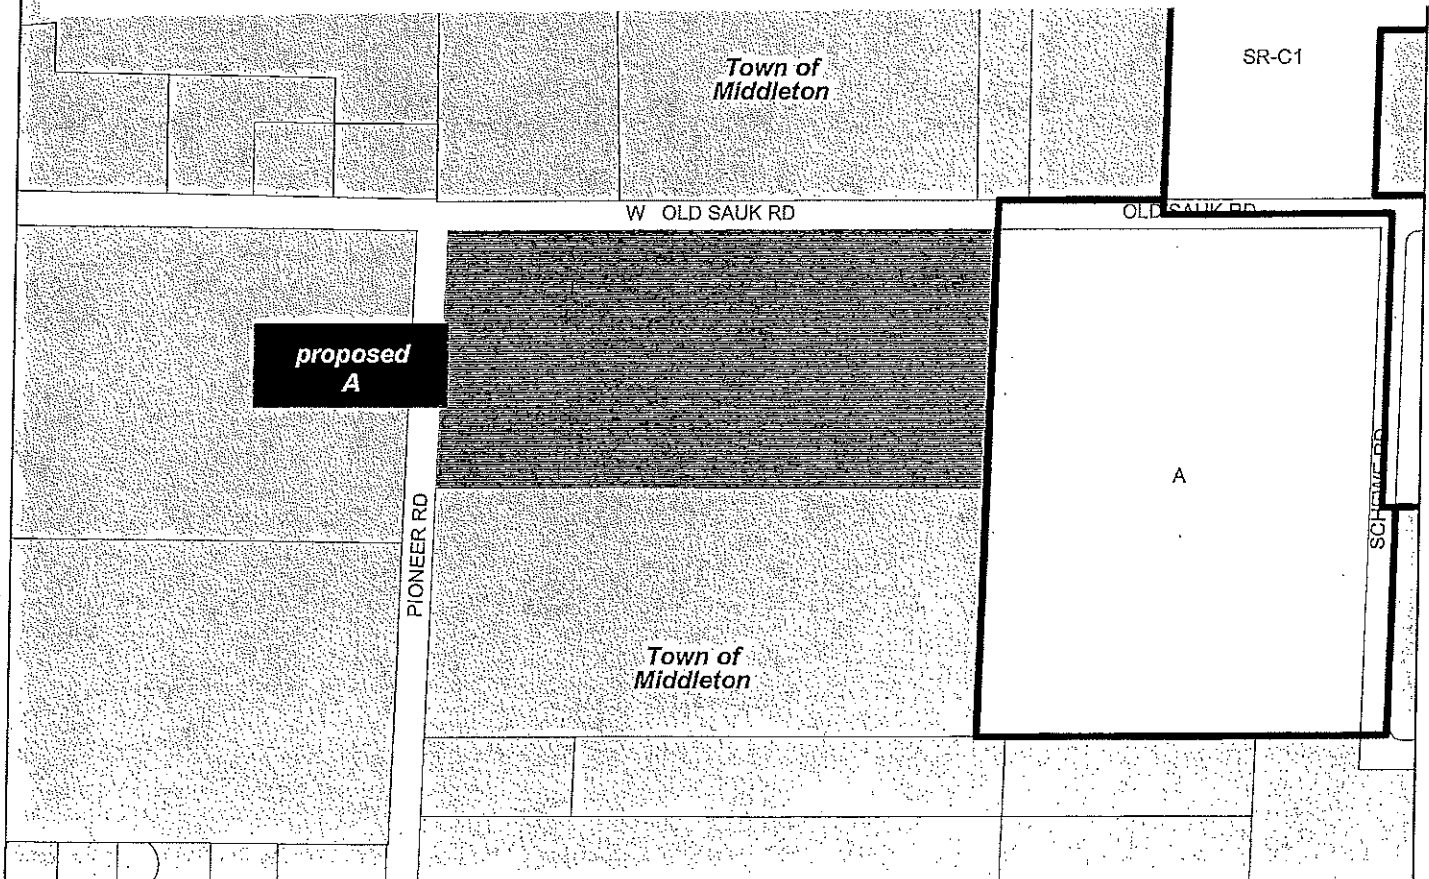 SR-C1
Town of
Middleton
W OLD SAUK RD
OLD SAUK RD
proposed
A
A
SCHEWE RD
PIONEER RD
Town of
Middleton